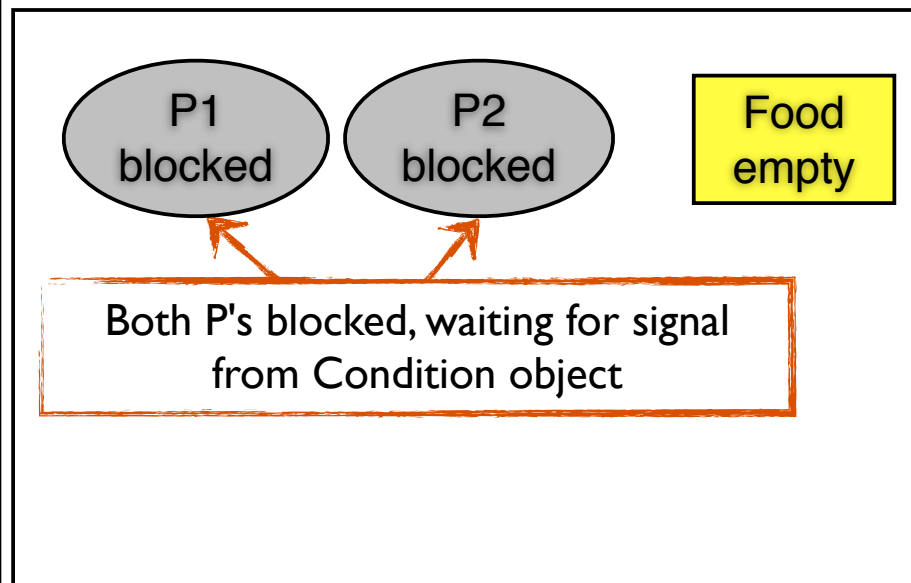 P1
blocked
P2
blocked
Food
empty
Both P's blocked, waiting for signal
from Condition object